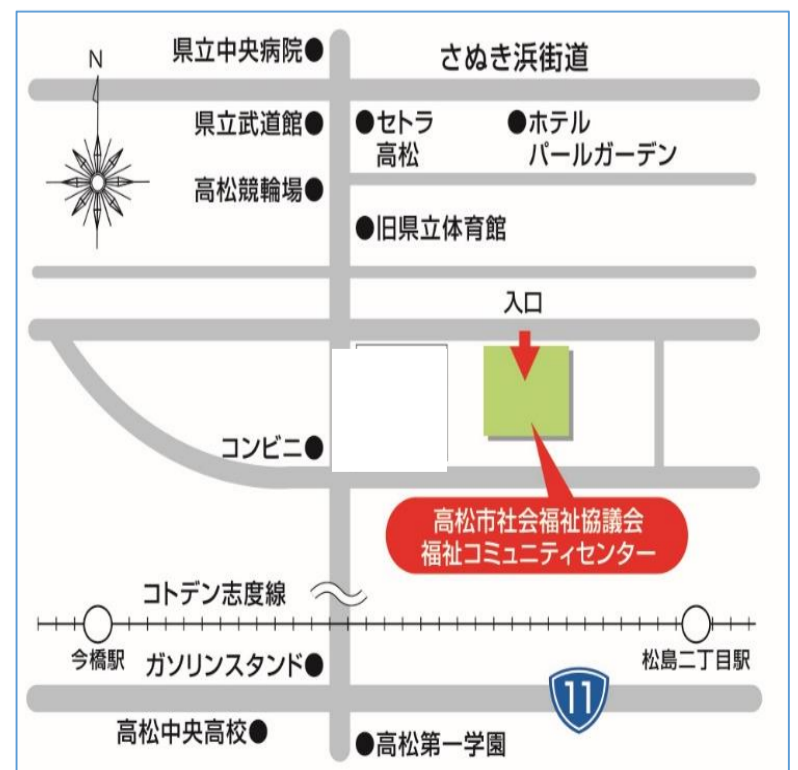 N
県立中央病院
さぬき浜街道
県立武道館
セトラ
高松
ホテル
パールガーデン
高松競輪場
旧県立体育館
入口
コンビニ
高松市社会福祉協議会
福祉コミュニティセンター
コトデン志度線
今橋駅
松島二丁目駅
ガソリンスタンド
11
高松中央高校
高松第一学園